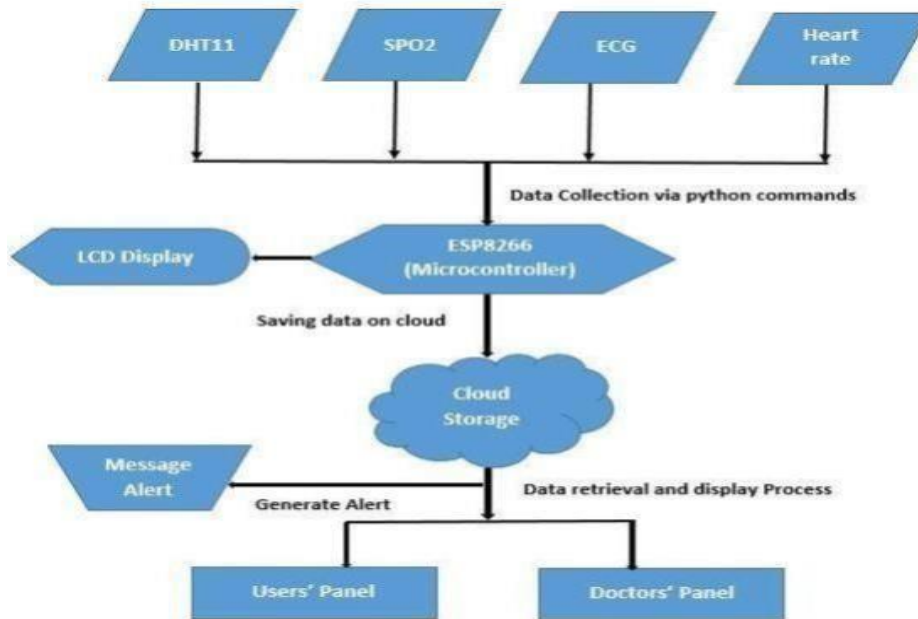 DHT11
SPO2
ECG
Heart
rate
Data Collection via python commands
ESP8266
(Microcontroller)
LCD Display
Saving data on cloud
Cloud
Storage
Message
Alert
Generate Alert
Data retrieval and display Process
Users’ Panel
Doctors’ Panel